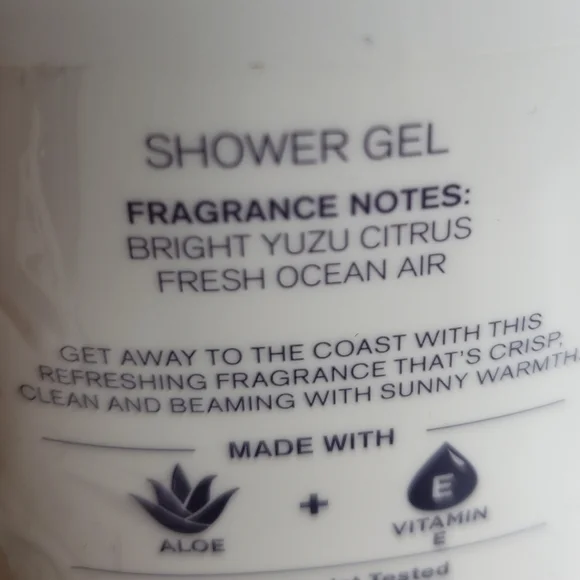 SHOWER GEL
FRAGRANCE NOTES:
BRIGHT YUZU CITRUS
FRESH OCEAN AIR
GET AWAY TO THE COAST WITH THIS
REFRESHING FRAGRANCE THAT'S CRISP,
CLEAN AND BEAMING WITH SUNNY WARMTH.
MADE WITH
E
ALOE + VITAMIN
E
Tested